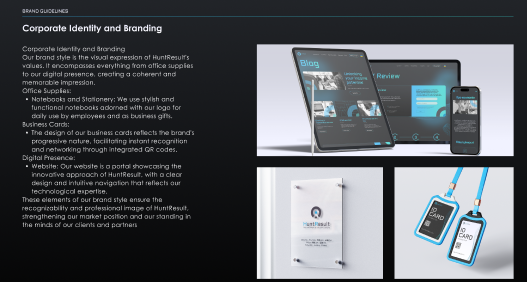 BRAND GUIDELINES
Corporate Identity and Branding
Corporate Identity and Branding
Our brand style is the visual expression of HuntResult's
values. It encompasses everything from office supplies
to our digital presence, creating a coherent and
memorable impression.
Office Supplies:
• Notebooks and Stationery: We use stylish and
functional notebooks adorned with our logo for
daily use by employees and as business gifts.
Business Cards:
• The design of our business cards reflects the brand's
progressive nature, facilitating instant recognition
and networking through integrated QR codes.
Digital Presence:
• Website: Our website is a portal showcasing the
innovative approach of HuntResult, with a clear
design and intuitive navigation that reflects our
technological expertise.
These elements of our brand style ensure the
recognizability and professional image of HuntResult,
strengthening our market position and our standing in
the minds of our clients and partners
Blog
Review
HuntResult
ID
CARD
ID
CARD